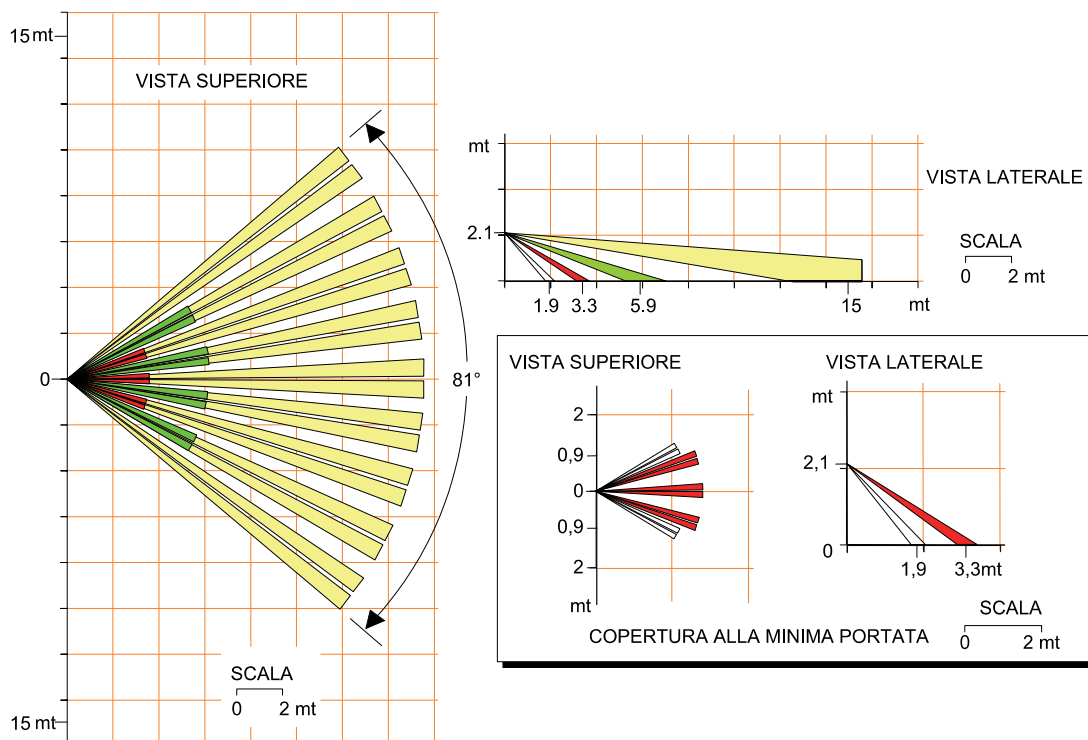 15 mt
VISTA SUPERIORE
0
81°
SCALA
0 2 mt
15 mt
mt
VISTA LATERALE
2.1
SCALA
0 2 mt
1.9 3.3 5.9 15
mt
VISTA SUPERIORE
2
0,9
0
0,9
2
mt
VISTA LATERALE
mt
2,1
0
1,9 3,3mt
COPERTURA ALLA MINIMA PORTATA
SCALA
0 2 mt